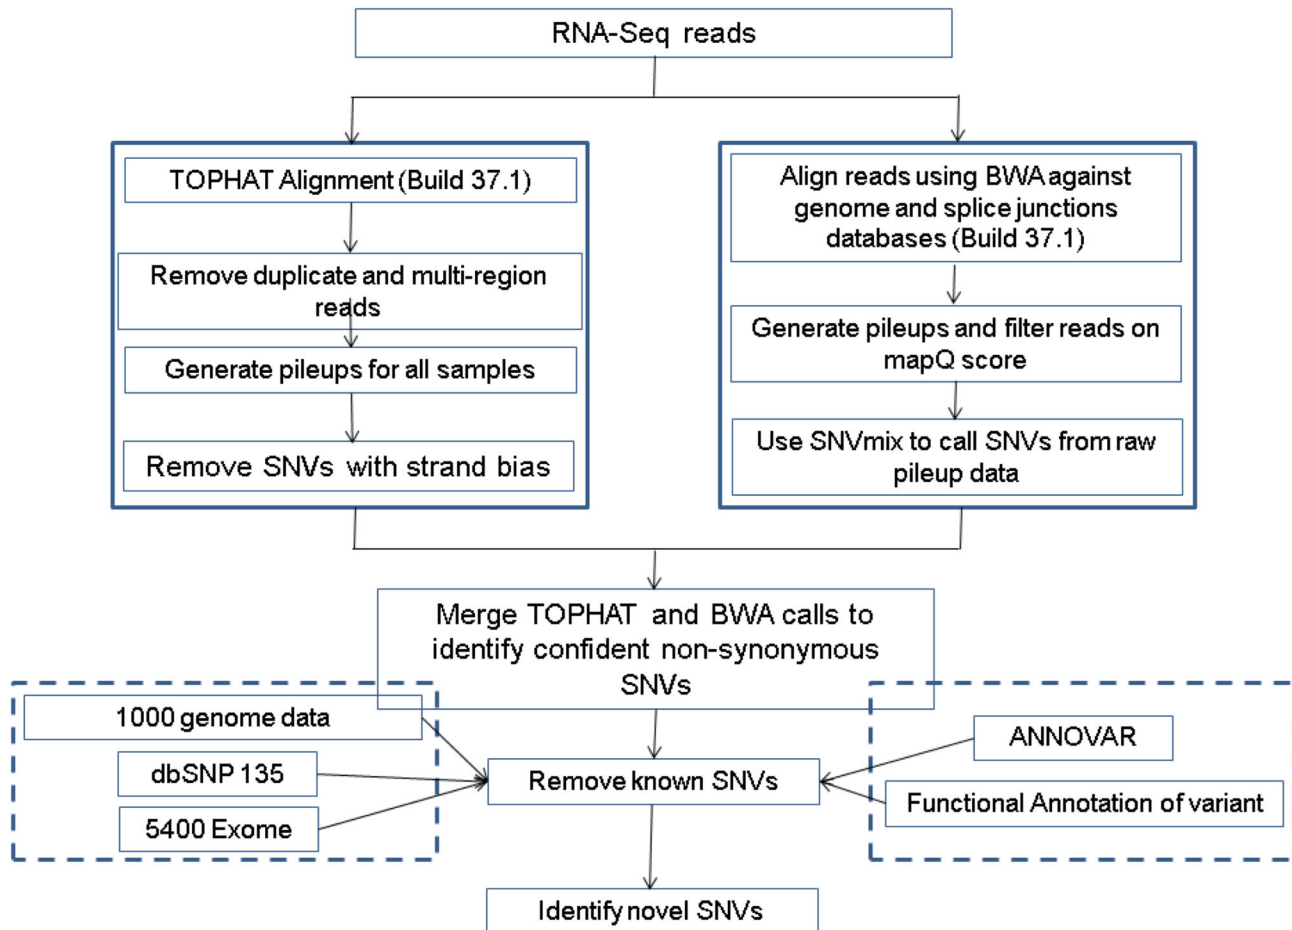 RNA-Seq reads
TOPHAT Alignment (Build 37.1)
Remove duplicate and multi-region
reads
Generate pileups for all samples
Remove SNVs with strand bias
Align reads using BWA against
genome and splice junctions
databases (Build 37.1)
Generate pileups and filter reads on
mapQ score
Use SNVmix to call SNVs from raw
pileup data
Merge TOPHAT and BWA calls to
identify confident non-synonymous
SNVs
1000 genome data
dbSNP 135
5400 Exome
Remove known SNVs
ANNOVAR
Functional Annotation of variant
Identify novel SNVs